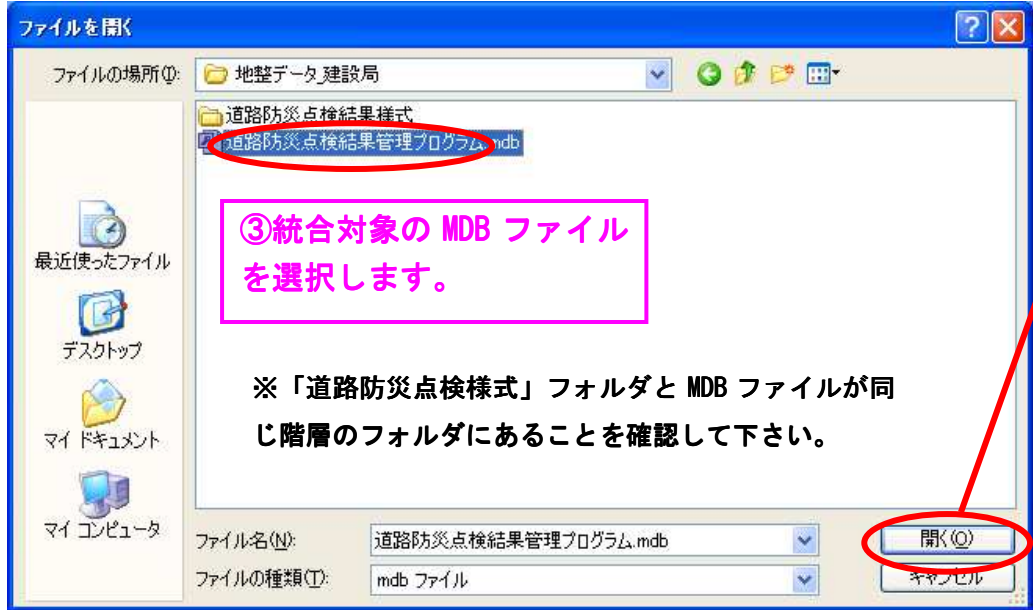 ファイルを開く
ファイルの場所(I):
地整データ_建設局
道路防災点検結果様式
道路防災点検結果管理プログラム.mdb
③統合対象の MDB ファイル
を選択します。
最近使ったファイル
デスクトップ
※「道路防災点検様式」フォルダと MDB ファイルが同
じ階層のフォルダにあることを確認して下さい。
マイ ドキュメント
マイ コンピュータ
ファイル名(N):
道路防災点検結果管理プログラム.mdb
開く(O)
ファイルの種類(T):
mdb ファイル
キャンセル